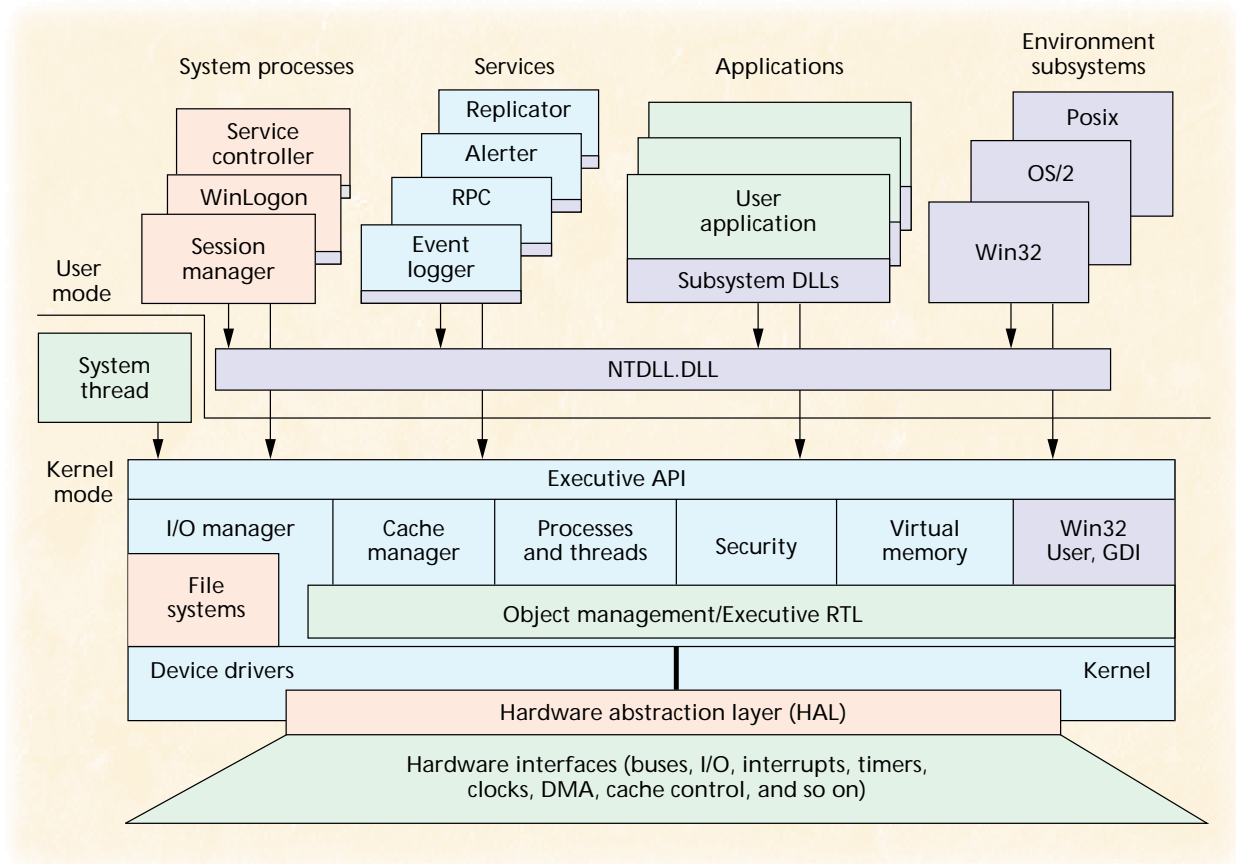 System processes
Services
Applications
Environment
subsystems
Service
controller
WinLogon
Session
manager
Replicator
Alerter
RPC
Event
logger
User
application
Subsystem DLLs
Posix
OS/2
Win32
User
mode
System
thread
NTDLL.DLL
Kernel
mode
Executive API
I/O manager
Cache
manager
Processes
and threads
Security
Virtual
memory
Win32
User, GDI
File
systems
Object management/Executive RTL
Device drivers
Kernel
Hardware abstraction layer (HAL)
Hardware interfaces (buses, I/O, interrupts, timers,
clocks, DMA, cache control, and so on)